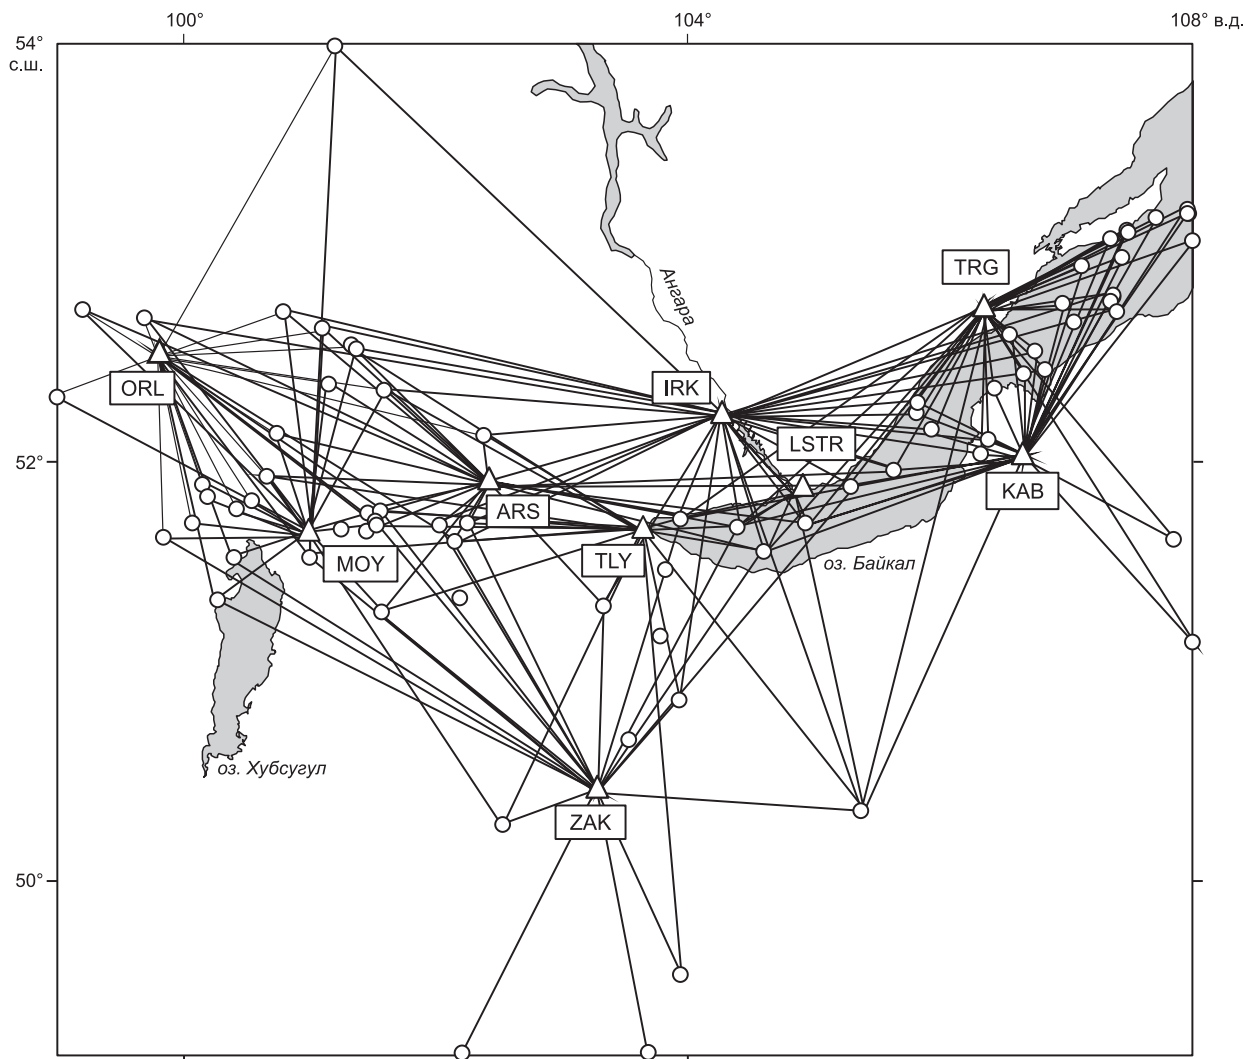 100°
104°
108° в.д.
54°
с.ш.
TRG
Ангара
ORL
IRK
LSTR
52°
KAB
ARS
MOY
TLY
оз. Байкал
оз. Хубсугул
ZAK
50°